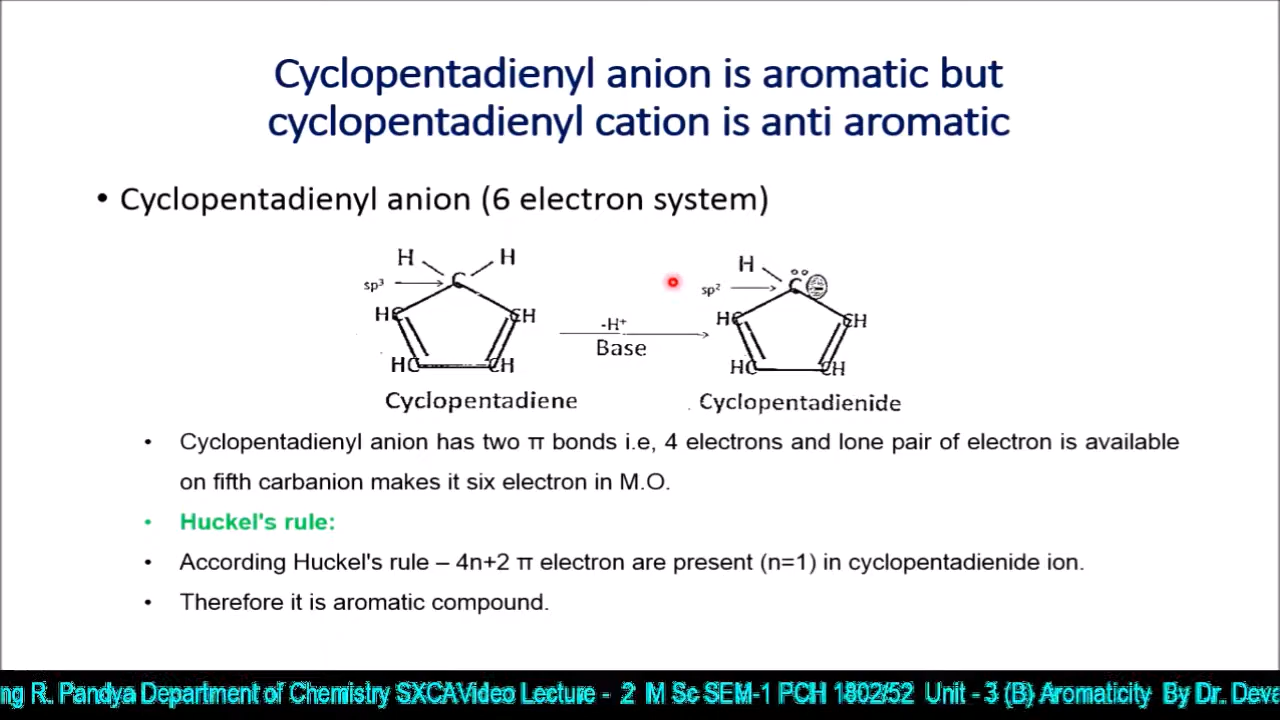 Cyclopentadienyl anion is aromatic but
cyclopentadienyl cation is anti aromatic
• Cyclopentadienyl anion (6 electron system)
H H
sp³ C
HC CH
HC CH
Cyclopentadiene
-H⁺
Base
H
sp² C
HC CH
HC CH
Cyclopentadienide
• Cyclopentadienyl anion has two π bonds i.e, 4 electrons and lone pair of electron is available
on fifth carbanion makes it six electron in M.O.
• Huckel's rule:
• According Huckel's rule – 4n+2 π electron are present (n=1) in cyclopentadienide ion.
• Therefore it is aromatic compound.
ng R. Pandya Department of Chemistry SXCAVideo Lecture - 2 M Sc SEM-1 PCH 1802/52 Unit - 3 (B) Aromaticity By Dr. Deva